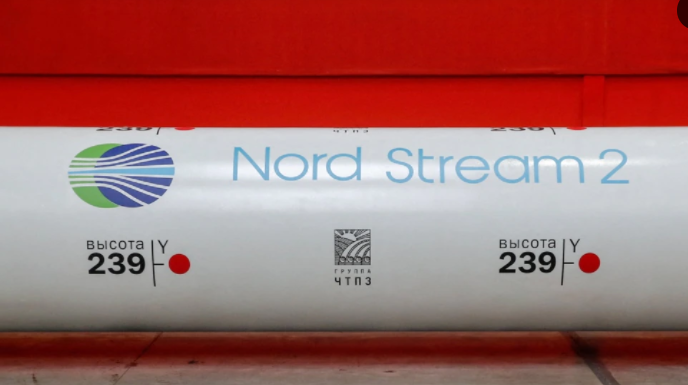 Nord Stream 2
высота Y
239
ГРУППА
ЧТПЗ
высота Y
239